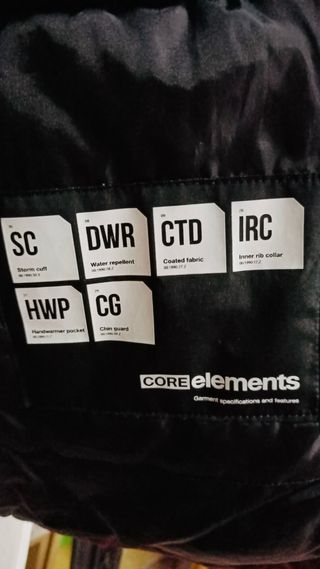 SC
Storm cuff
DWR
Water repellent
CTD
Coated fabric
IRC
Inner rib collar
HWP
Handwarmer pocket
CG
Chin guard
CORE elements
Garment specifications and features